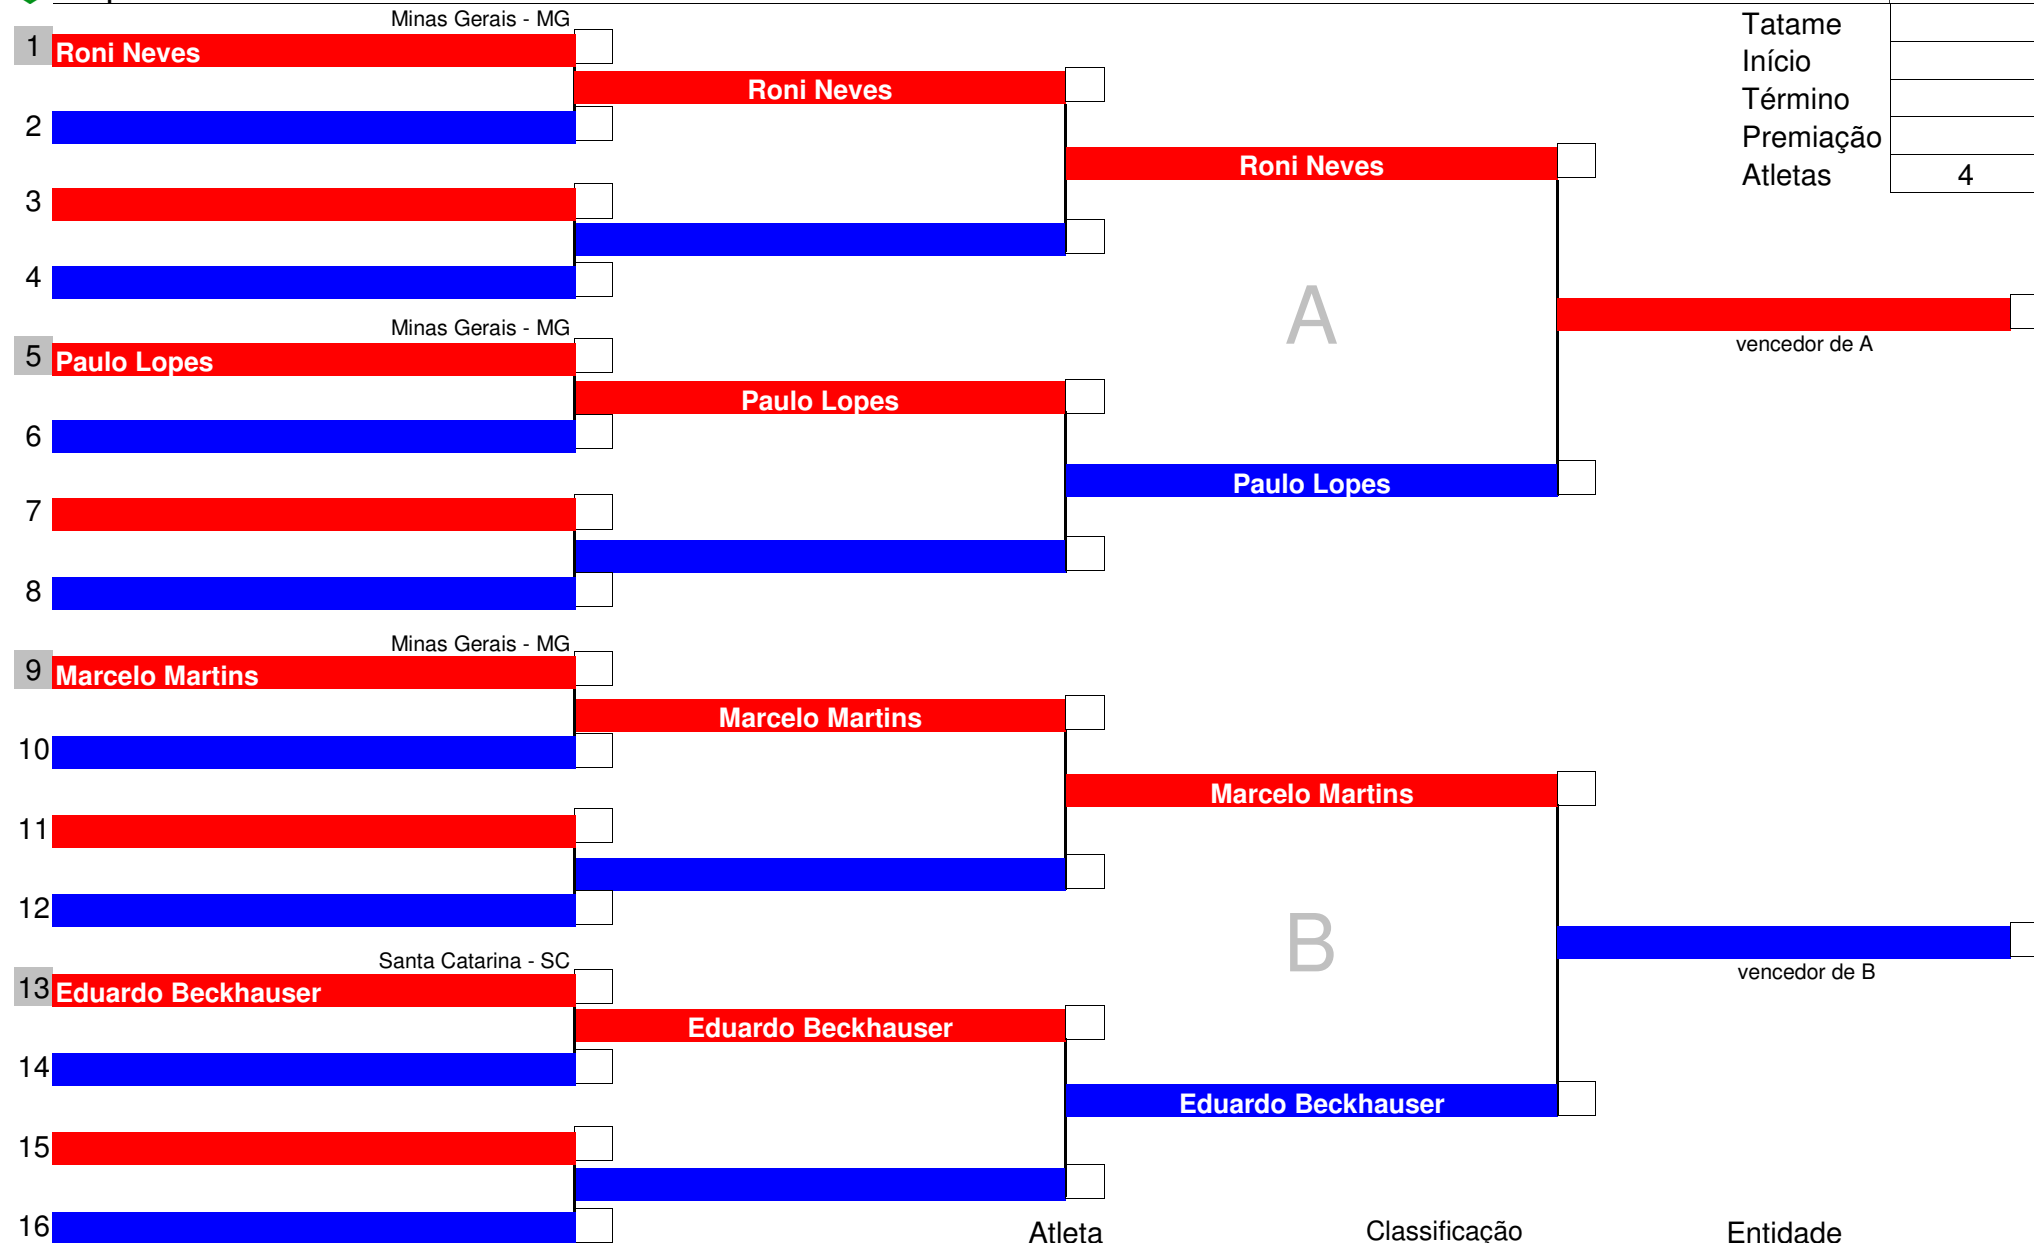 Minas Gerais - MG
1 Roni Neves
Roni Neves
2
Roni Neves
3
4
A
vencedor de A
Minas Gerais - MG
5 Paulo Lopes
Paulo Lopes
6
Paulo Lopes
7
8
Minas Gerais - MG
9 Marcelo Martins
Marcelo Martins
10
Marcelo Martins
11
12
B
vencedor de B
Santa Catarina - SC
13 Eduardo Beckhauser
Eduardo Beckhauser
14
Eduardo Beckhauser
15
16
Tatame
Início
Término
Premiação
Atletas 4
Atleta Classificação Entidade